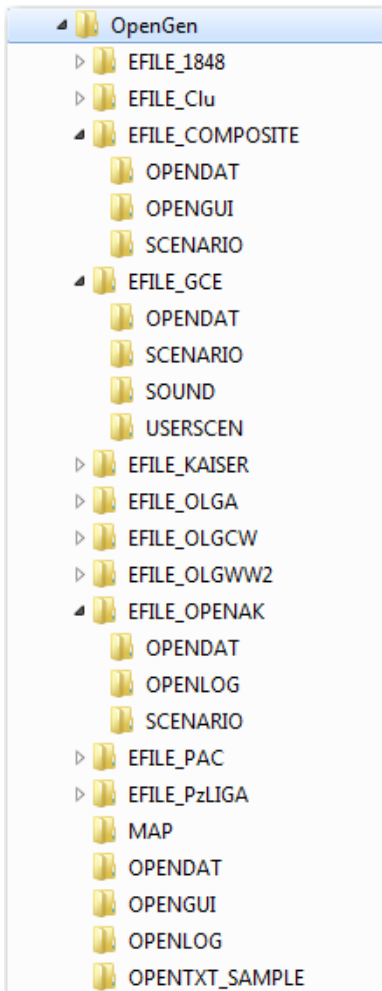 OpenGen
EFILE_1848
EFILE_Clu
EFILE_COMPOSITE
OPENDAT
OPENGUI
SCENARIO
EFILE_GCE
OPENDAT
SCENARIO
SOUND
USERSCEN
EFILE_KAISER
EFILE_OLGA
EFILE_OLGCW
EFILE_OLGWW2
EFILE_OPENAK
OPENDAT
OPENLOG
SCENARIO
EFILE_PAC
EFILE_PzLIGA
MAP
OPENDAT
OPENGUI
OPENLOG
OPENTXT_SAMPLE